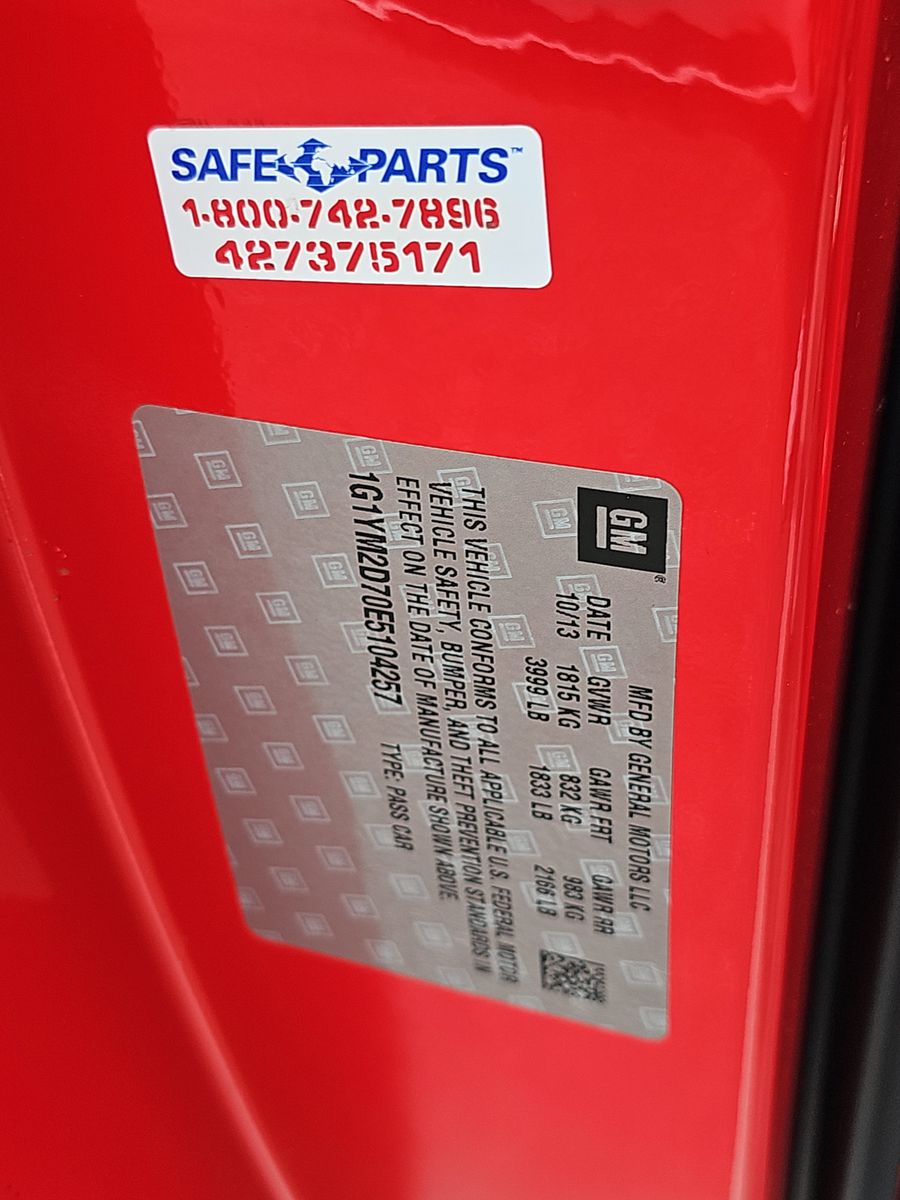 SAFE PARTS™
1-800-742-7896
427375171
GM®
MFD BY GENERAL MOTORS LLC
DATE GVWR GAWR FRT GAWR RR
10/13 1815 KG 832 KG 983 KG
3999 LB 1833 LB 2166 LB
THIS VEHICLE CONFORMS TO ALL APPLICABLE U.S. FEDERAL MOTOR
VEHICLE SAFETY, BUMPER, AND THEFT PREVENTION STANDARDS IN
EFFECT ON THE DATE OF MANUFACTURE SHOWN ABOVE.
1G1YM2D70E5104257 TYPE: PASS CAR